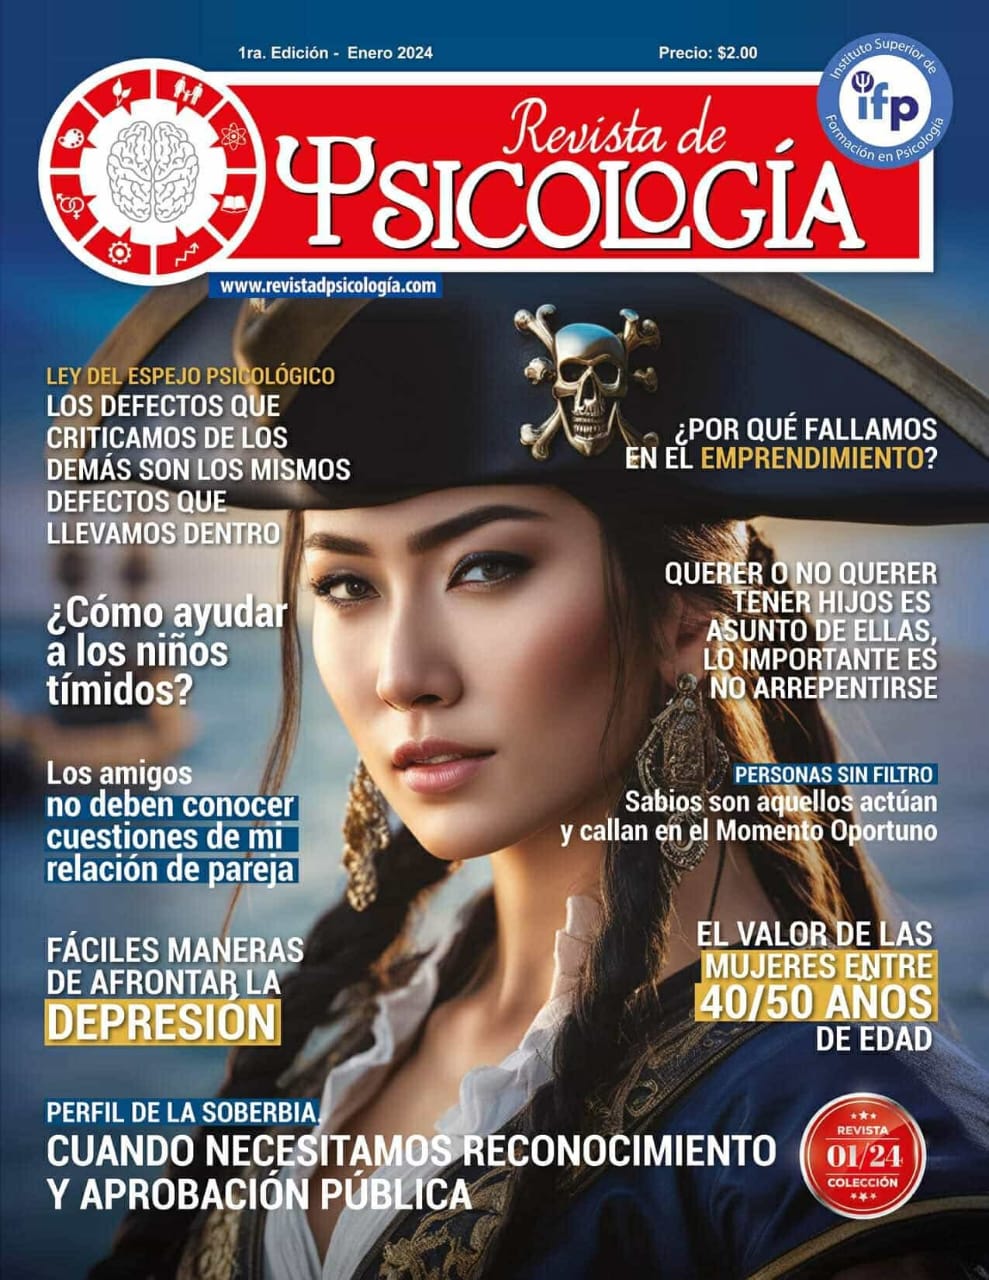 1ra. Edición - Enero 2024
Precio: $2.00
Instituto Superior de
ifp
Formación en Psicología
Revista de
PSICOLOGÍA
www.revistadpsicología.com
LEY DEL ESPEJO PSICOLÓGICO
LOS DEFECTOS QUE
CRITICAMOS DE LOS
DEMÁS SON LOS MISMOS
DEFECTOS QUE
LLEVAMOS DENTRO
¿POR QUÉ FALLAMOS
EN EL EMPRENDIMIENTO?
¿Cómo ayudar
a los niños
tímidos?
QUERER O NO QUERER
TENER HIJOS ES
ASUNTO DE ELLAS,
LO IMPORTANTE ES
NO ARREPENTIRSE
Los amigos
no deben conocer
cuestiones de mi
relación de pareja
PERSONAS SIN FILTRO
Sabios son aquellos actúan
y callan en el Momento Oportuno
FÁCILES MANERAS
DE AFRONTAR LA
DEPRESIÓN
EL VALOR DE LAS
MUJERES ENTRE
40/50 AÑOS
DE EDAD
PERFIL DE LA SOBERBIA.
CUANDO NECESITAMOS RECONOCIMIENTO
Y APROBACIÓN PÚBLICA
REVISTA
01/24
COLECCIÓN